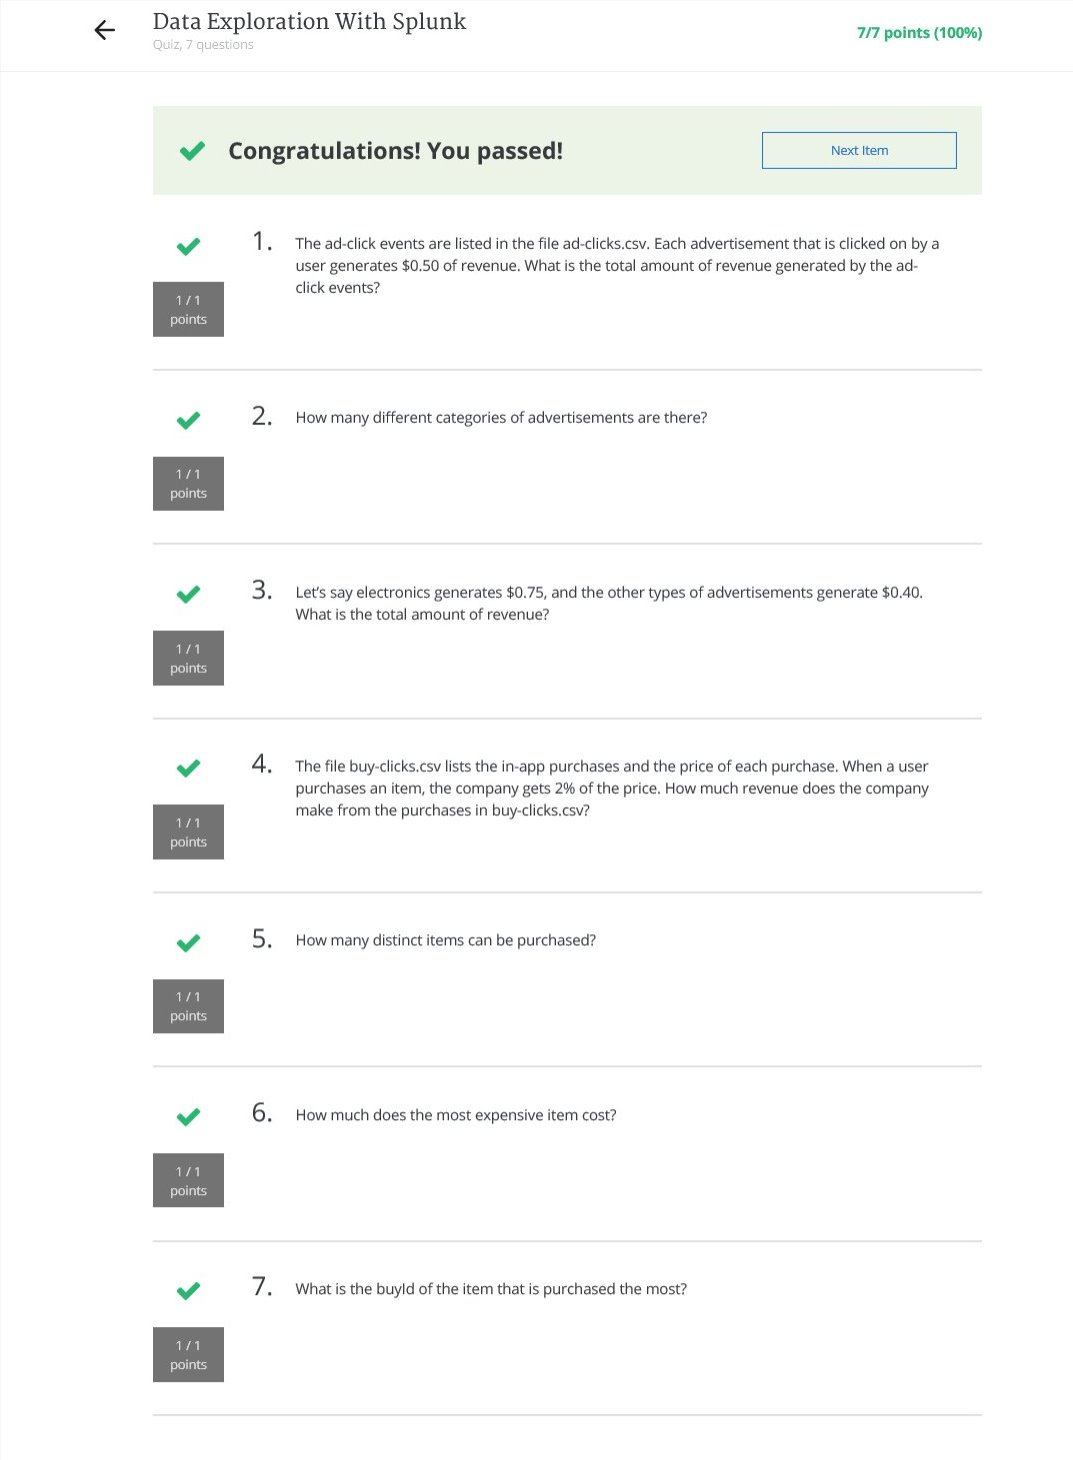 Data Exploration With Splunk
Quiz, 7 questions
7/7 points (100%)
Congratulations! You passed!
Next Item
1.
The ad-click events are listed in the file ad-clicks.csv. Each advertisement that is clicked on by a
user generates $0.50 of revenue. What is the total amount of revenue generated by the ad-
click events?
1 / 1
points
2.
How many different categories of advertisements are there?
1 / 1
points
3.
Let's say electronics generates $0.75, and the other types of advertisements generate $0.40.
What is the total amount of revenue?
1 / 1
points
4.
The file buy-clicks.csv lists the in-app purchases and the price of each purchase. When a user
purchases an item, the company gets 2% of the price. How much revenue does the company
make from the purchases in buy-clicks.csv?
1 / 1
points
5.
How many distinct items can be purchased?
1 / 1
points
6.
How much does the most expensive item cost?
1 / 1
points
7.
What is the buyId of the item that is purchased the most?
1 / 1
points